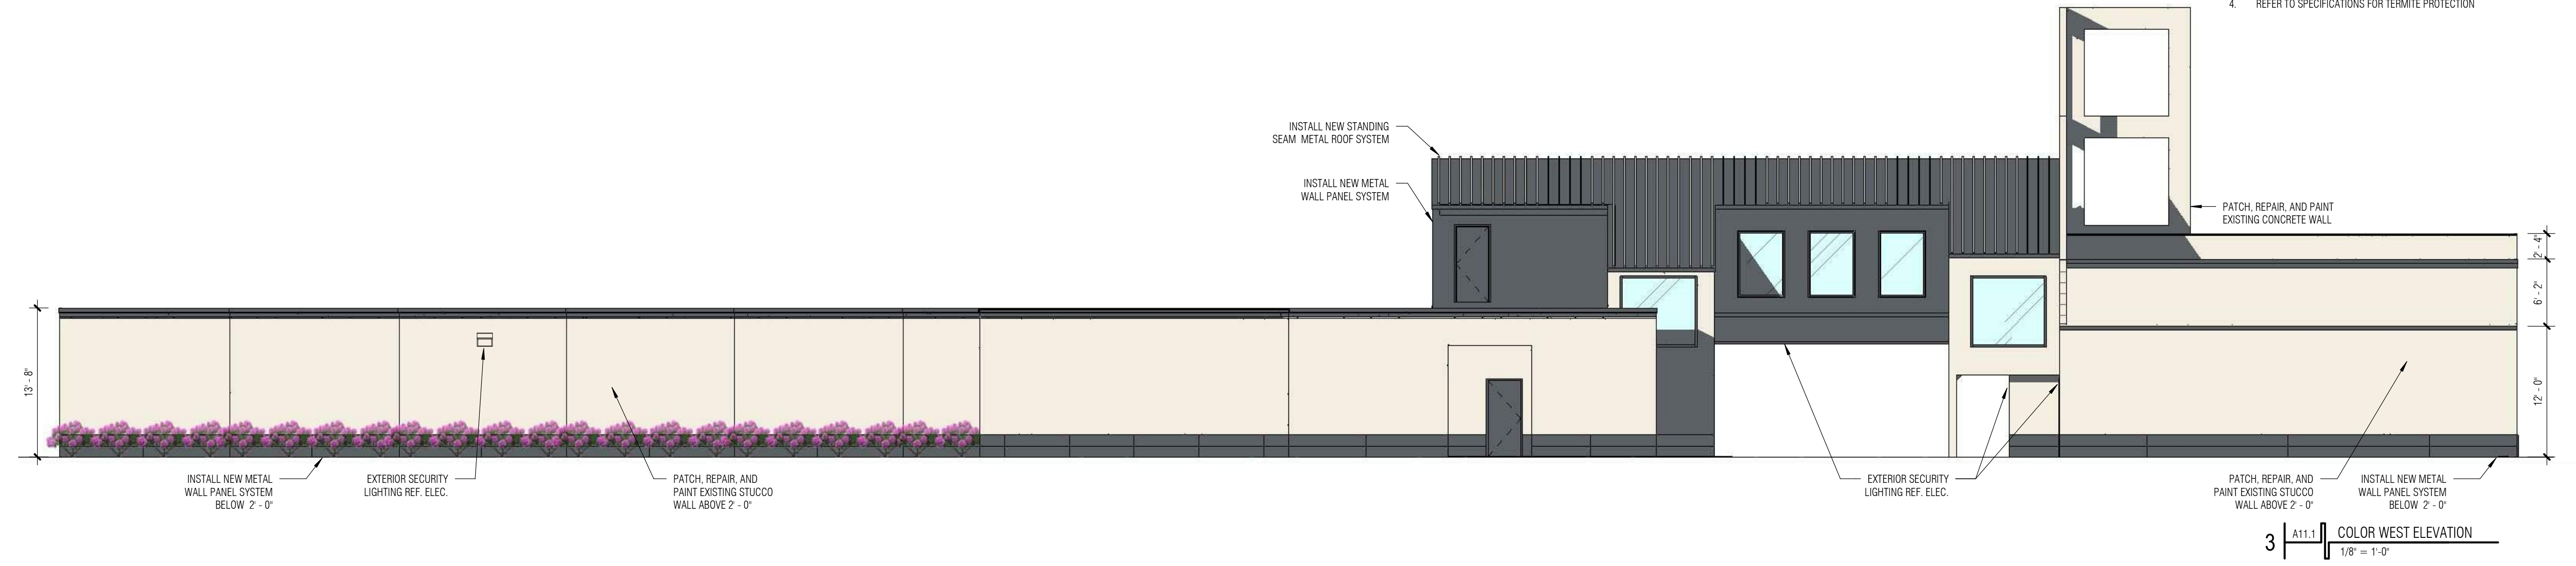 4. REFER TO SPECIFICATIONS FOR TERMITE PROTECTION
INSTALL NEW STANDING
SEAM METAL ROOF SYSTEM
INSTALL NEW METAL
WALL PANEL SYSTEM
PATCH, REPAIR, AND PAINT
EXISTING CONCRETE WALL
2' - 4"
6' - 2"
12' - 0"
13' - 8"
INSTALL NEW METAL
WALL PANEL SYSTEM
BELOW 2' - 0"
EXTERIOR SECURITY
LIGHTING REF. ELEC.
PATCH, REPAIR, AND
PAINT EXISTING STUCCO
WALL ABOVE 2' - 0"
EXTERIOR SECURITY
LIGHTING REF. ELEC.
PATCH, REPAIR, AND
PAINT EXISTING STUCCO
WALL ABOVE 2' - 0"
INSTALL NEW METAL
WALL PANEL SYSTEM
BELOW 2' - 0"
3 A11.1 COLOR WEST ELEVATION
1/8" = 1'-0"